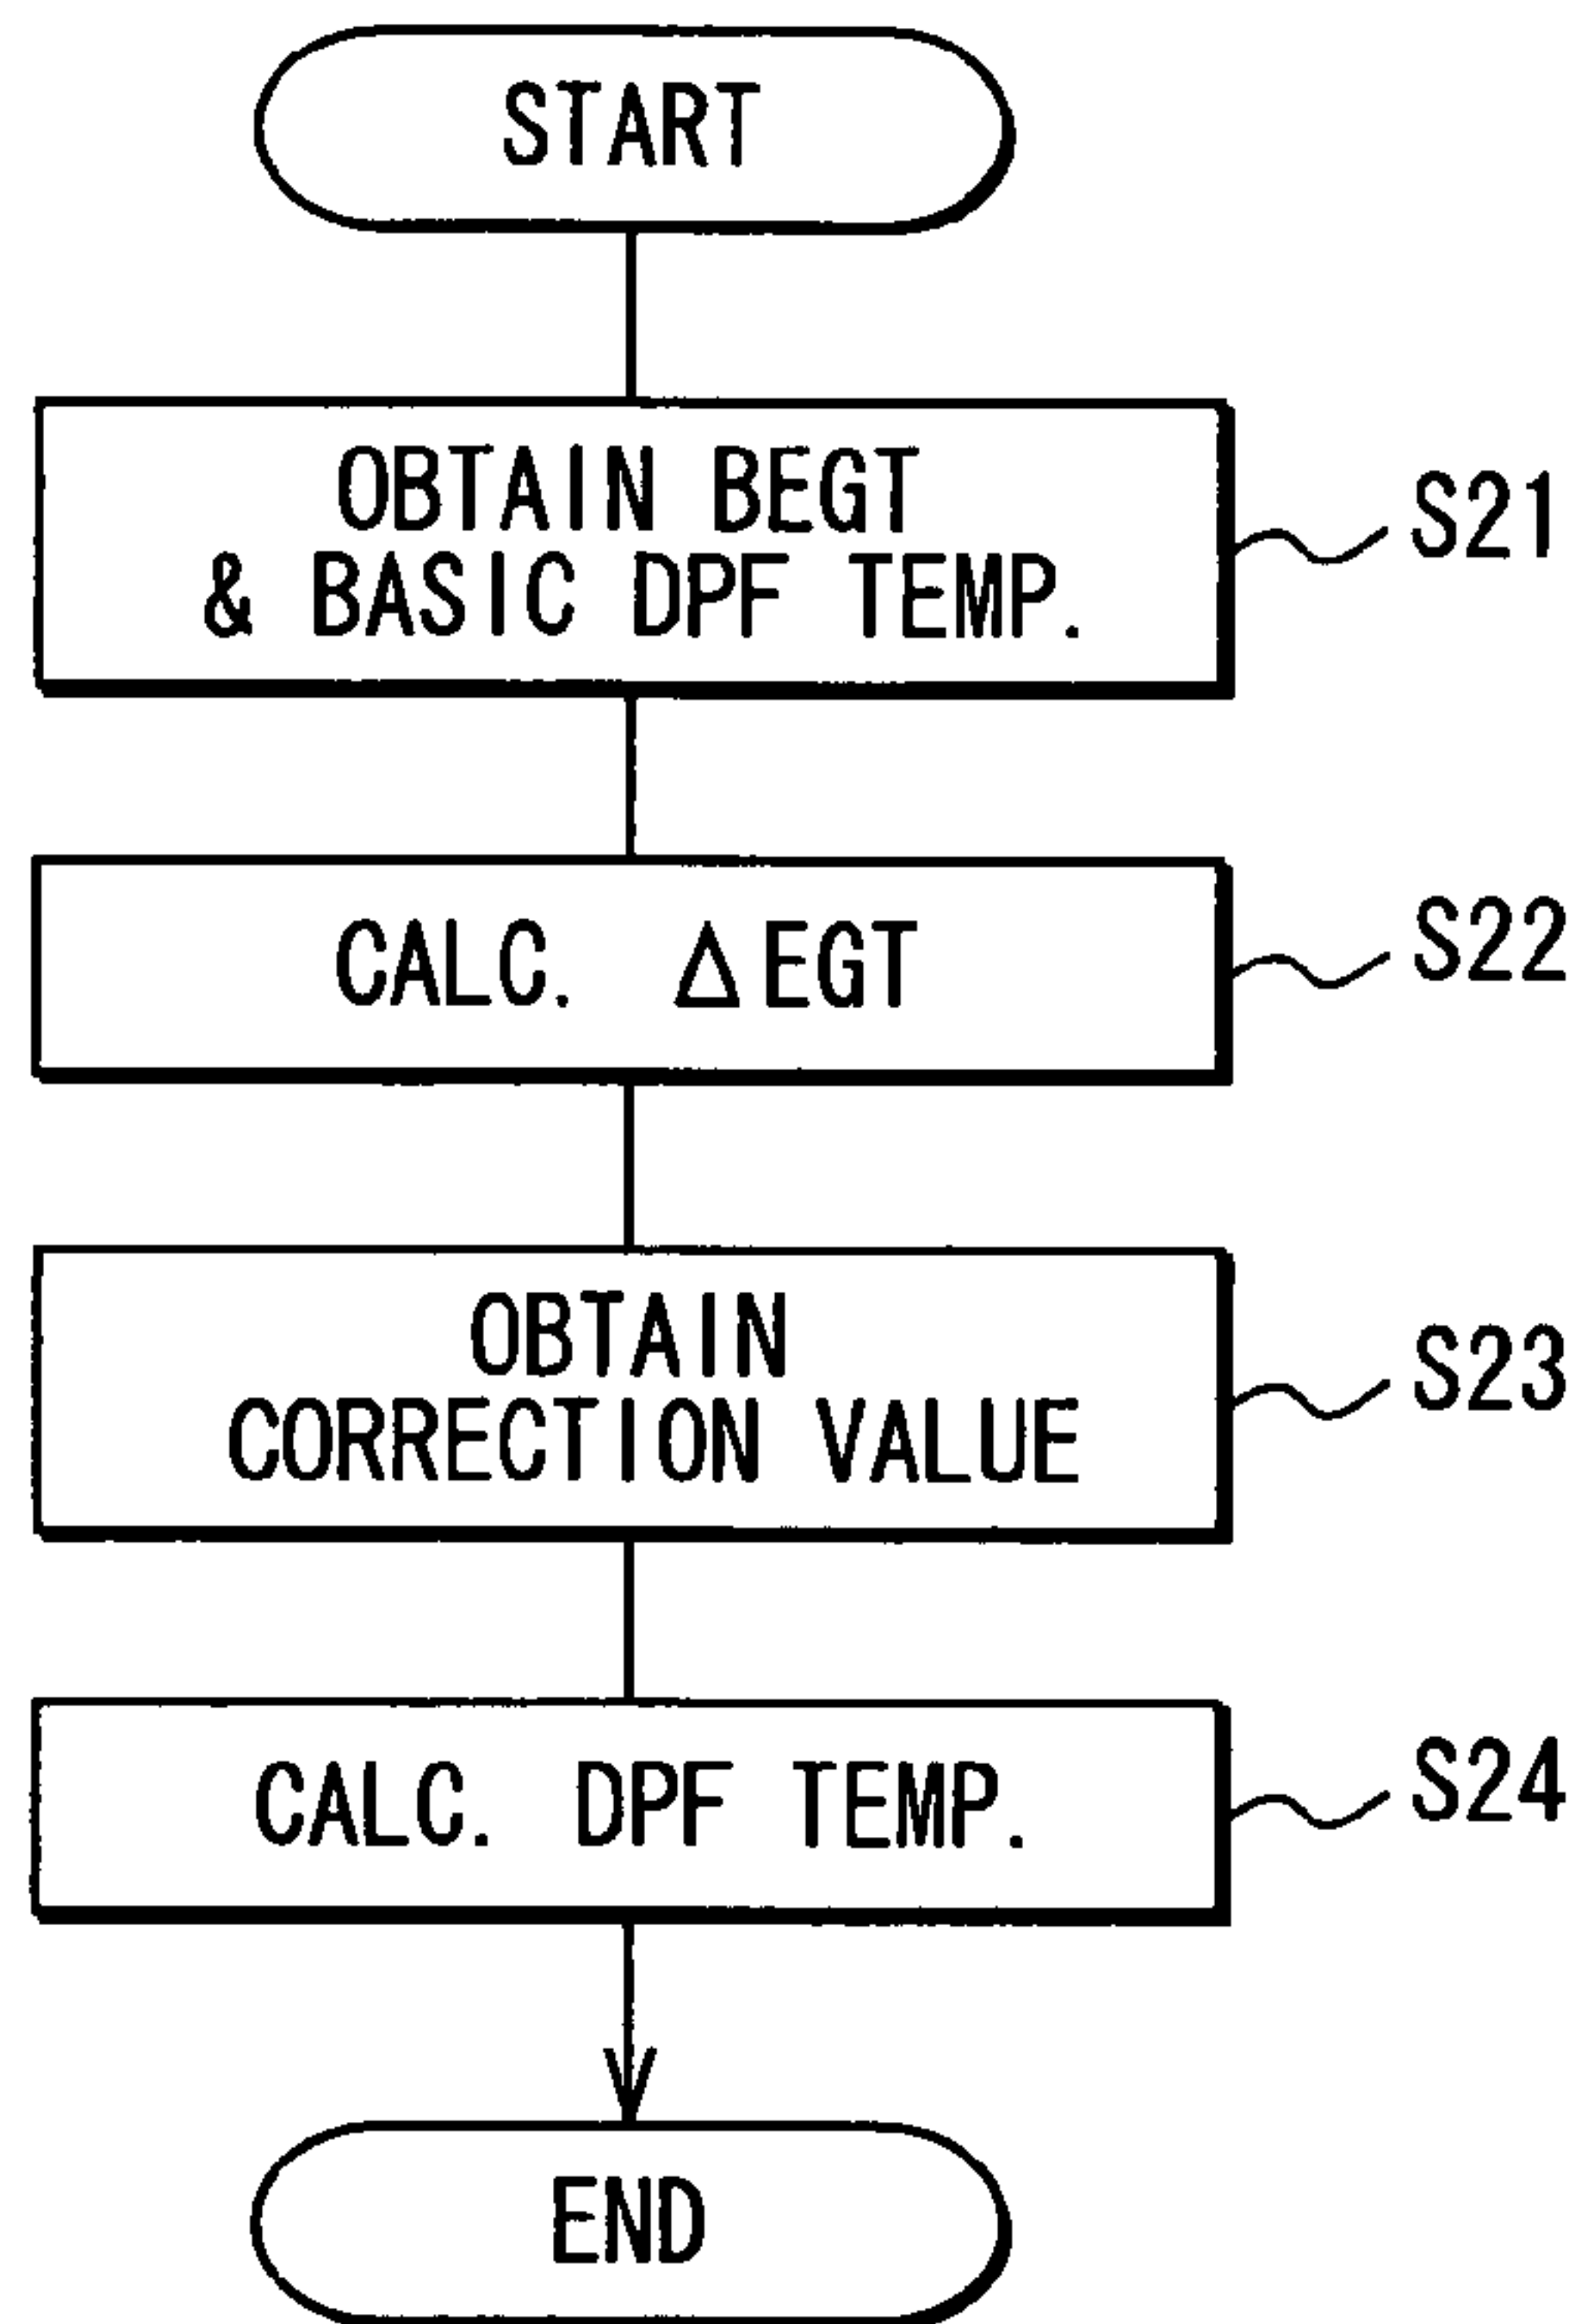 START
OBTAIN BEGT
& BASIC DPF TEMP.
S21
CALC. ΔEGT
S22
OBTAIN
CORRECTION VALUE
S23
CALC. DPF TEMP.
S24
END